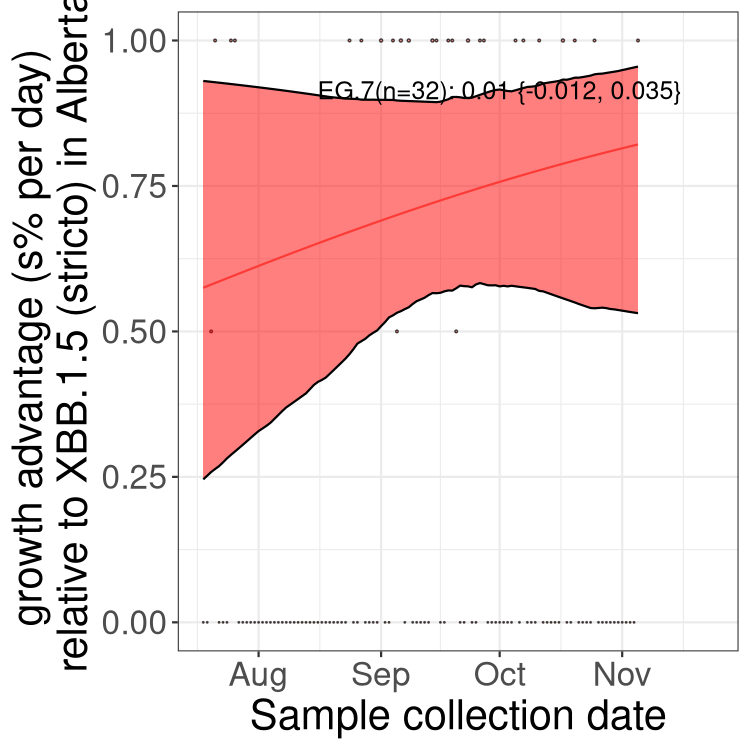 growth advantage (s% per day)
relative to XBB.1.5 (stricto) in Alberta
1.00
0.75
0.50
0.25
0.00
EG.7(n=32): 0.01 {-0.012, 0.035}
Aug Sep Oct Nov
Sample collection date